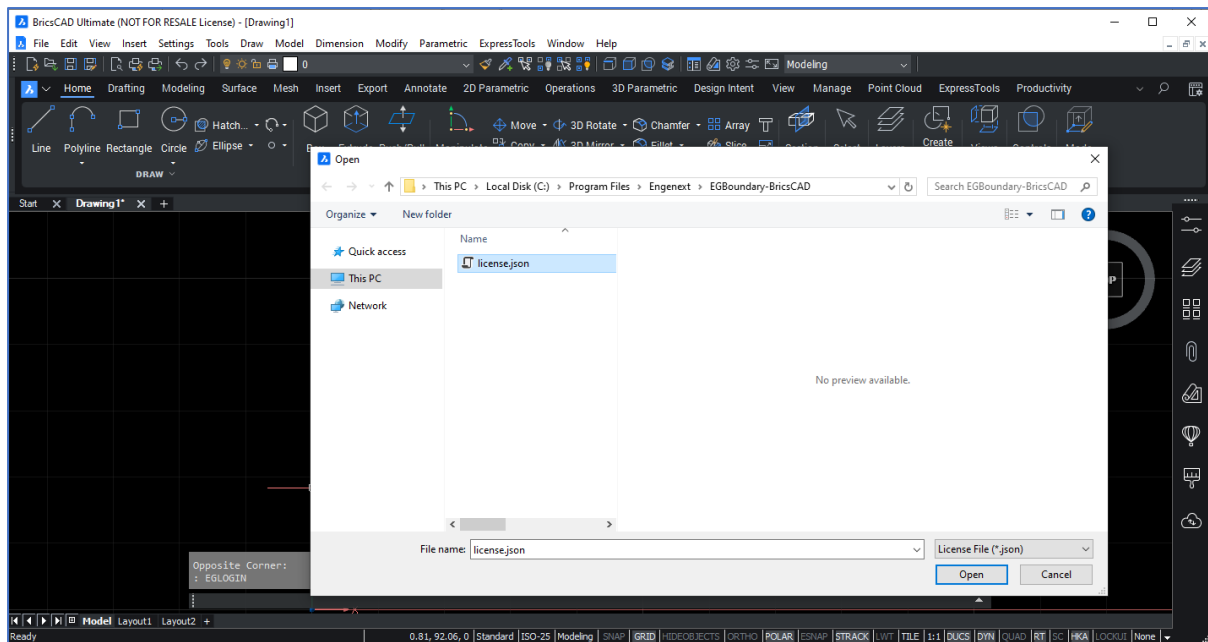 BricsCAD Ultimate (NOT FOR RESALE License) - [Drawing1]
File Edit View Insert Settings Tools Draw Model Dimension Modify Parametric ExpressTools Window Help
0 Modeling
Home Drafting Modeling Surface Mesh Insert Export Annotate 2D Parametric Operations 3D Parametric Design Intent View Manage Point Cloud ExpressTools Productivity
Hatch... Move 3D Rotate Chamfer Array
Line Polyline Rectangle Circle Ellipse Copy 3D Mirror Fillet Slice Create
DRAW
Start Drawing1* +
Open
This PC > Local Disk (C:) > Program Files > Engenext > EGBoundary-BricsCAD
Search EGBoundary-BricsCAD
Organize New folder
Quick access
This PC
Network
Name
license.json
No preview available.
File name: license.json
License File (*.json)
Open Cancel
Opposite Corner:
: EGLOGIN
Model Layout1 Layout2 +
Ready 0.81, 92.06, 0 Standard ISO-25 Modeling SNAP GRID HIDEOBJECTS ORTHO POLAR ESNAP STRACK LWT TILE 1:1 DUCS DYN QUAD RT SC HKA LOCKUI None